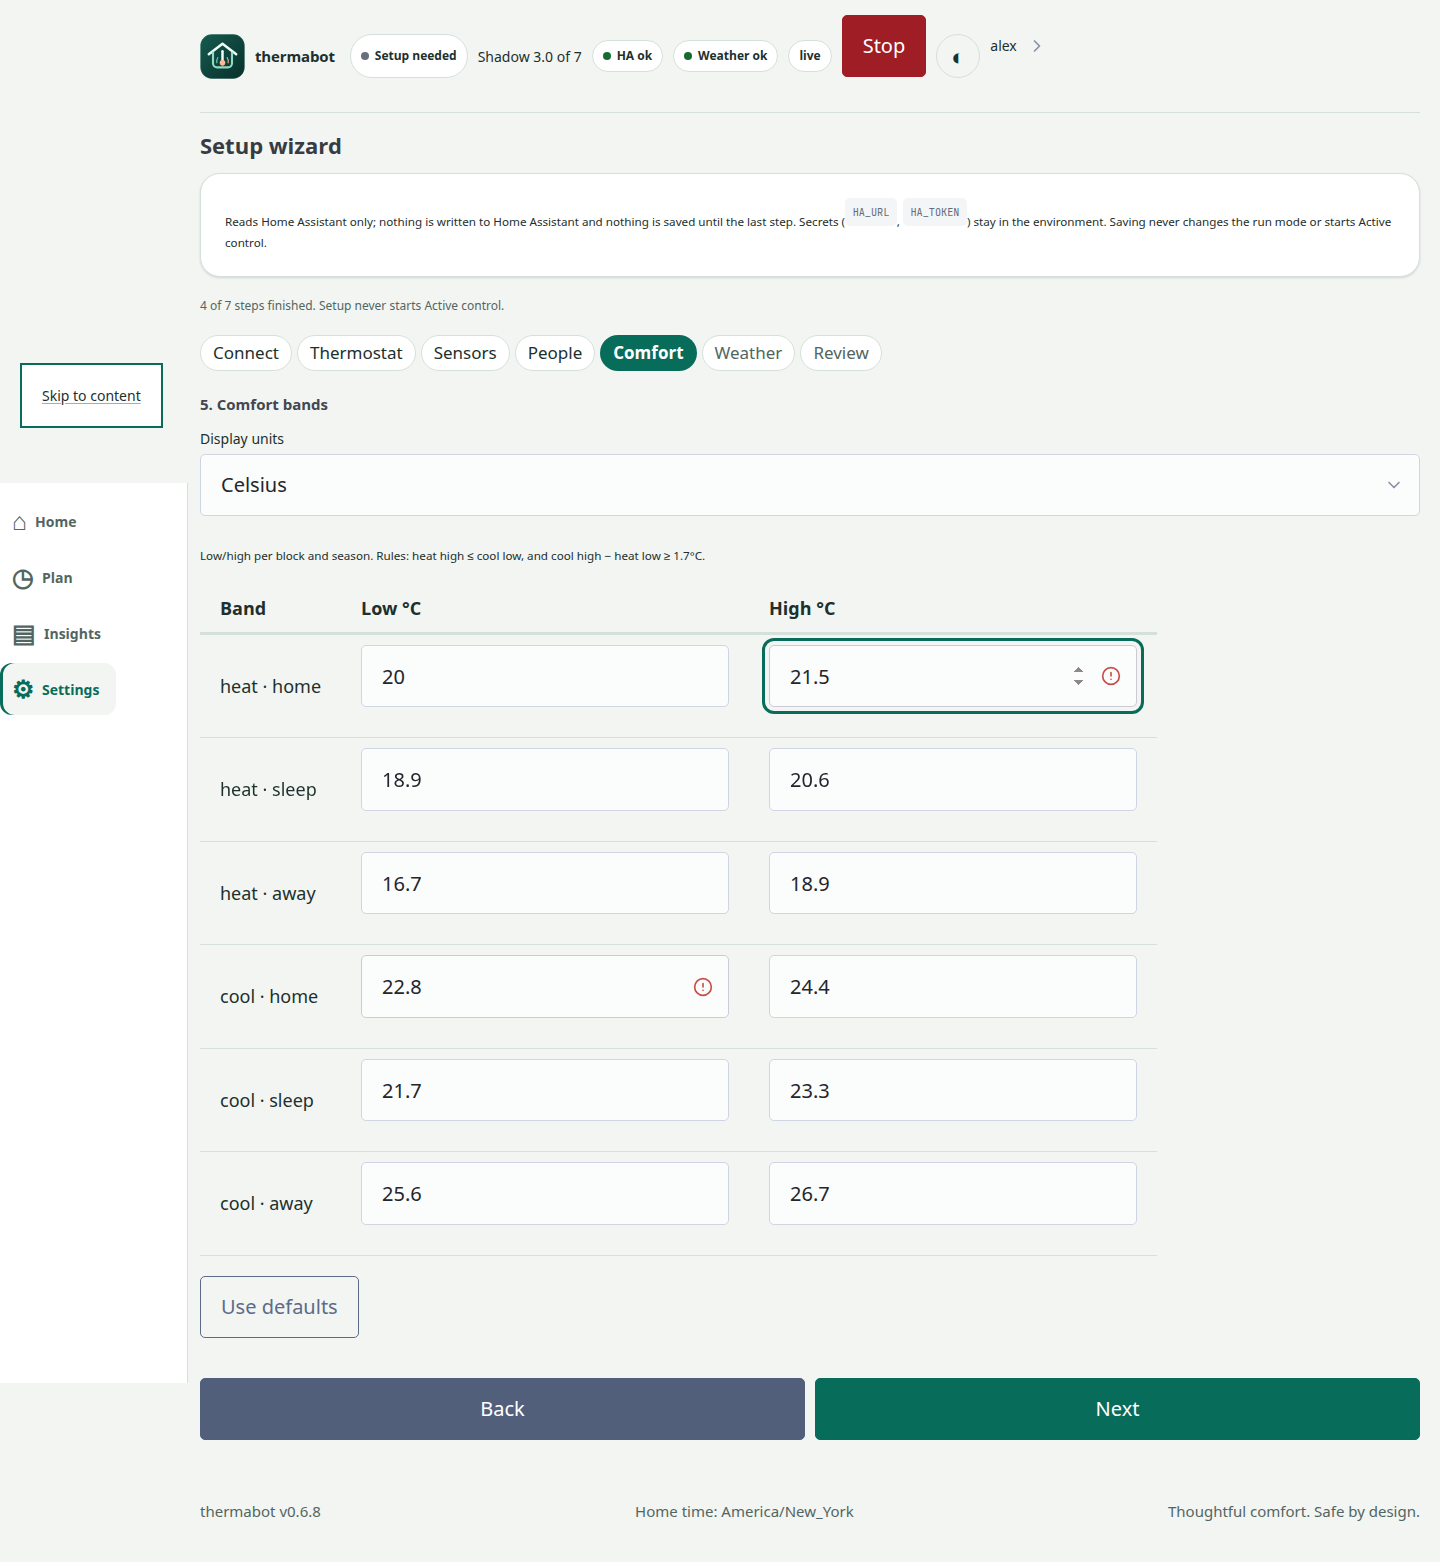 thermabot
Setup needed
Shadow 3.0 of 7
HA ok
Weather ok
live
Stop
alex
Setup wizard
Reads Home Assistant only; nothing is written to Home Assistant and nothing is saved until the last step. Secrets ( HA_URL , HA_TOKEN ) stay in the environment. Saving never changes the run mode or starts Active
control.
4 of 7 steps finished. Setup never starts Active control.
Connect Thermostat Sensors People Comfort Weather Review
Skip to content
Home
Plan
Insights
Settings
5. Comfort bands
Display units
Celsius
Low/high per block and season. Rules: heat high ≤ cool low, and cool high − heat low ≥ 1.7°C.
Band Low °C High °C
heat · home 20 21.5
heat · sleep 18.9 20.6
heat · away 16.7 18.9
cool · home 22.8 24.4
cool · sleep 21.7 23.3
cool · away 25.6 26.7
Use defaults
Back Next
thermabot v0.6.8 Home time: America/New_York Thoughtful comfort. Safe by design.